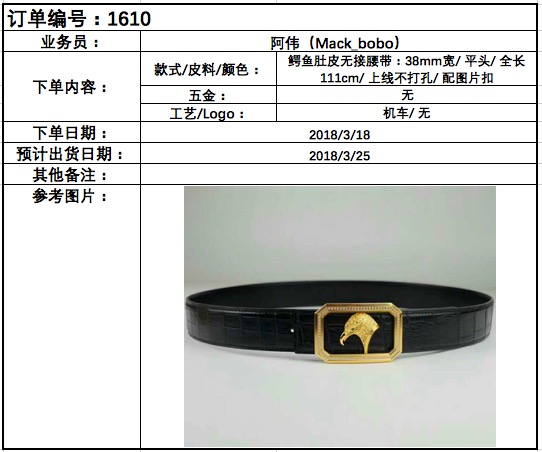 订单编号：1610
业务员：
阿伟（Mack_bobo）
下单内容：
款式/皮料/颜色：
鳄鱼肚皮无接腰带：38mm宽/ 平头/ 全长
111cm/ 上线不打孔/ 配图片扣
五金：
无
工艺/Logo：
机车/ 无
下单日期：
2018/3/18
预计出货日期：
2018/3/25
其他备注：
参考图片：